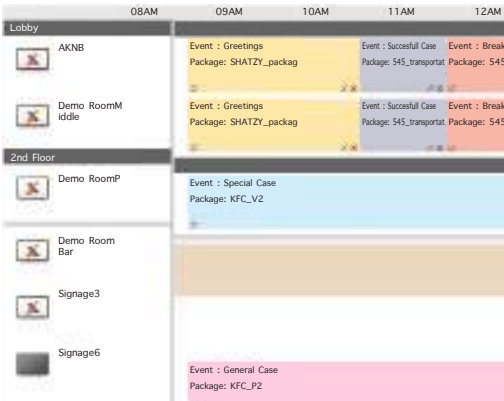 08AM 09AM 10AM 11AM 12AM
Lobby
AKNB
Event : Greetings
Package: SHATZY_packag
Event : Succesfull Case
Package: 545_transportat
Event : Break
Package: 545
Demo RoomM
iddle
Event : Greetings
Package: SHATZY_packag
Event : Succesfull Case
Package: 545_transportat
Event : Break
Package: 545
2nd Floor
Demo RoomP
Event : Special Case
Package: KFC_V2
Demo Room
Bar
Signage3
Signage6
Event : General Case
Package: KFC_P2